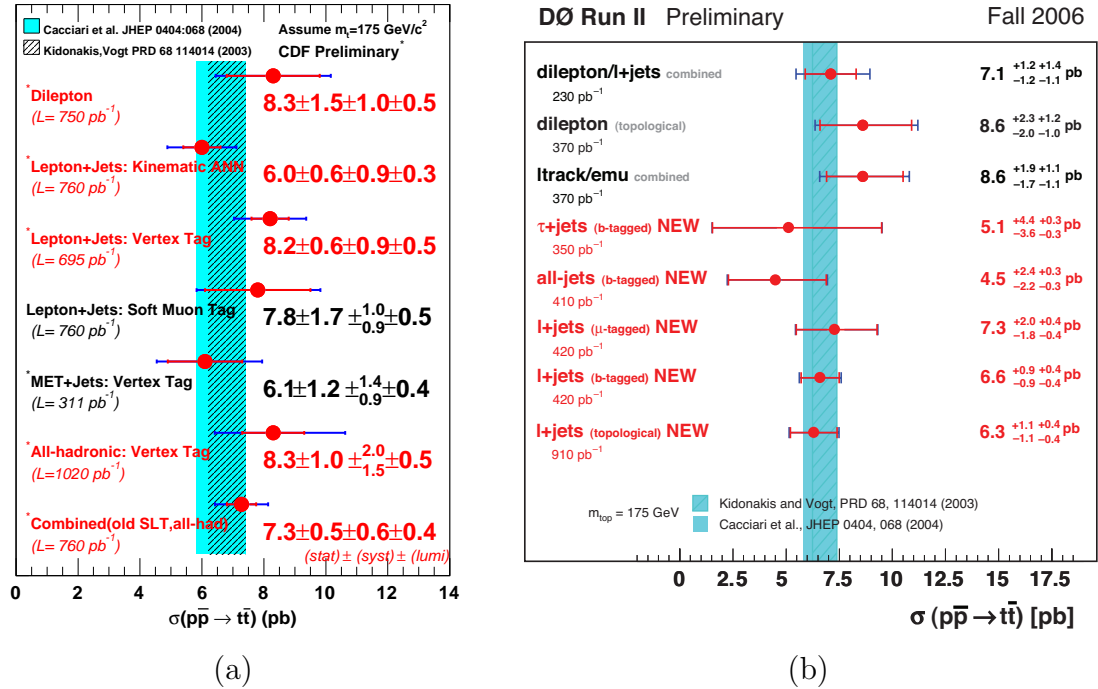 Cacciari et al. JHEP 0404:068 (2004)
Kidonakis,Vogt PRD 68 114014 (2003)
Assume mt=175 GeV/c²
CDF Preliminary*
*Dilepton
(L= 750 pb⁻¹)
8.3±1.5±1.0±0.5
*Lepton+Jets: Kinematic ANN
(L= 760 pb⁻¹)
6.0±0.6±0.9±0.3
*Lepton+Jets: Vertex Tag
(L= 695 pb⁻¹)
8.2±0.6±0.9±0.5
Lepton+Jets: Soft Muon Tag
(L= 760 pb⁻¹)
7.8±1.7 ±1.0 0.9±0.5
*MET+Jets: Vertex Tag
(L= 311 pb⁻¹)
6.1±1.2 ±1.4 0.9±0.4
*All-hadronic: Vertex Tag
(L=1020 pb⁻¹)
8.3±1.0 ±2.0 1.5±0.5
*Combined(old SLT,all-had)
(L= 760 pb⁻¹)
7.3±0.5±0.6±0.4
(stat) ± (syst) ± (lumi)
0 2 4 6 8 10 12 14
σ(pp̄ → tt̄) (pb)
(a)
DØ Run II Preliminary Fall 2006
dilepton/l+jets combined 7.1 +1.2 +1.4 −1.2 −1.1 pb
230 pb⁻¹
dilepton (topological) 8.6 +2.3 +1.2 −2.0 −1.0 pb
370 pb⁻¹
ltrack/emu combined 8.6 +1.9 +1.1 −1.7 −1.1 pb
370 pb⁻¹
τ+jets (b-tagged) NEW 5.1 +4.4 +0.3 −3.6 −0.3 pb
350 pb⁻¹
all-jets (b-tagged) NEW 4.5 +2.4 +0.3 −2.2 −0.3 pb
410 pb⁻¹
l+jets (μ-tagged) NEW 7.3 +2.0 +0.4 −1.8 −0.4 pb
420 pb⁻¹
l+jets (b-tagged) NEW 6.6 +0.9 +0.4 −0.9 −0.4 pb
420 pb⁻¹
l+jets (topological) NEW 6.3 +1.1 +0.4 −1.1 −0.4 pb
910 pb⁻¹
mtop = 175 GeV
Kidonakis and Vogt, PRD 68, 114014 (2003)
Cacciari et al., JHEP 0404, 068 (2004)
0 2.5 5 7.5 10 12.5 15 17.5
σ (pp̄ → tt̄) [pb]
(b)